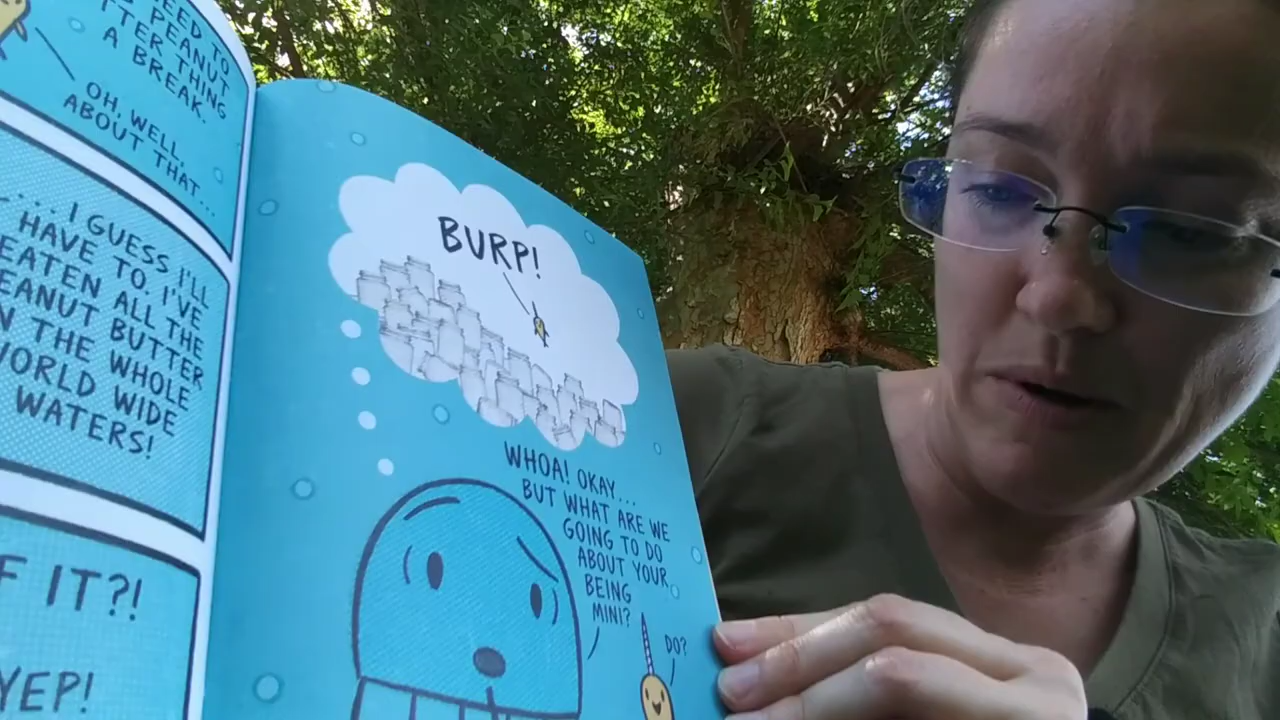 EED TO
PEANUT
TTER THING
A BREAK.
OH, WELL,
ABOUT THAT...
...I GUESS I'LL
HAVE TO. I'VE
EATEN ALL THE
EANUT BUTTER
N THE WHOLE
WORLD WIDE
WATERS!
F IT?!
YEP!
BURP!
WHOA! OKAY...
BUT WHAT ARE WE
GOING TO DO
ABOUT YOUR
BEING
MINI?
DO?